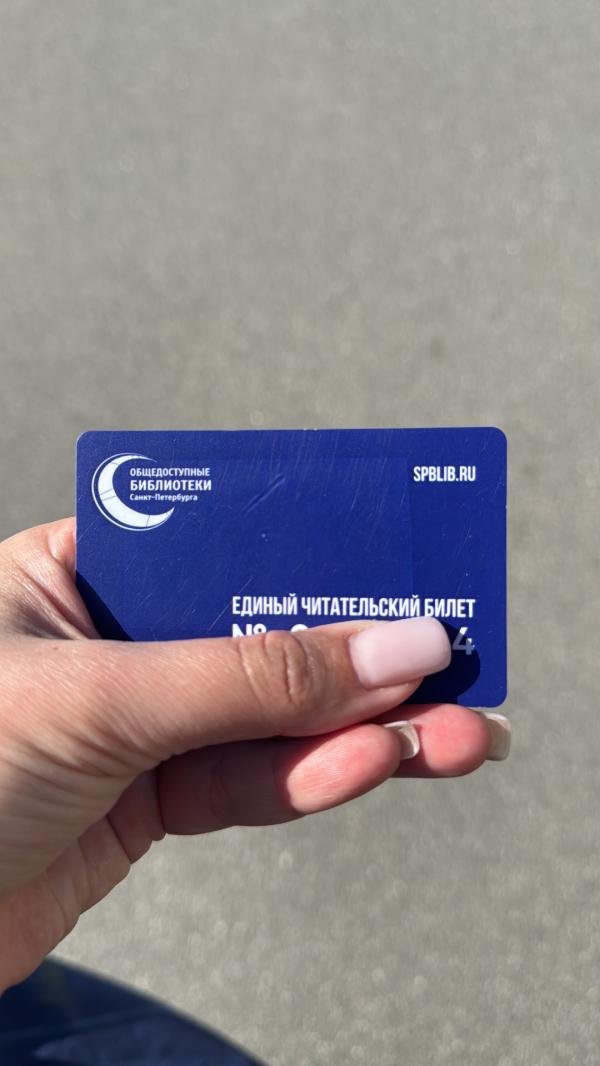 ОБЩЕДОСТУПНЫЕ
БИБЛИОТЕКИ
Санкт-Петербурга
SPBLIB.RU
ЕДИНЫЙ ЧИТАТЕЛЬСКИЙ БИЛЕТ
№